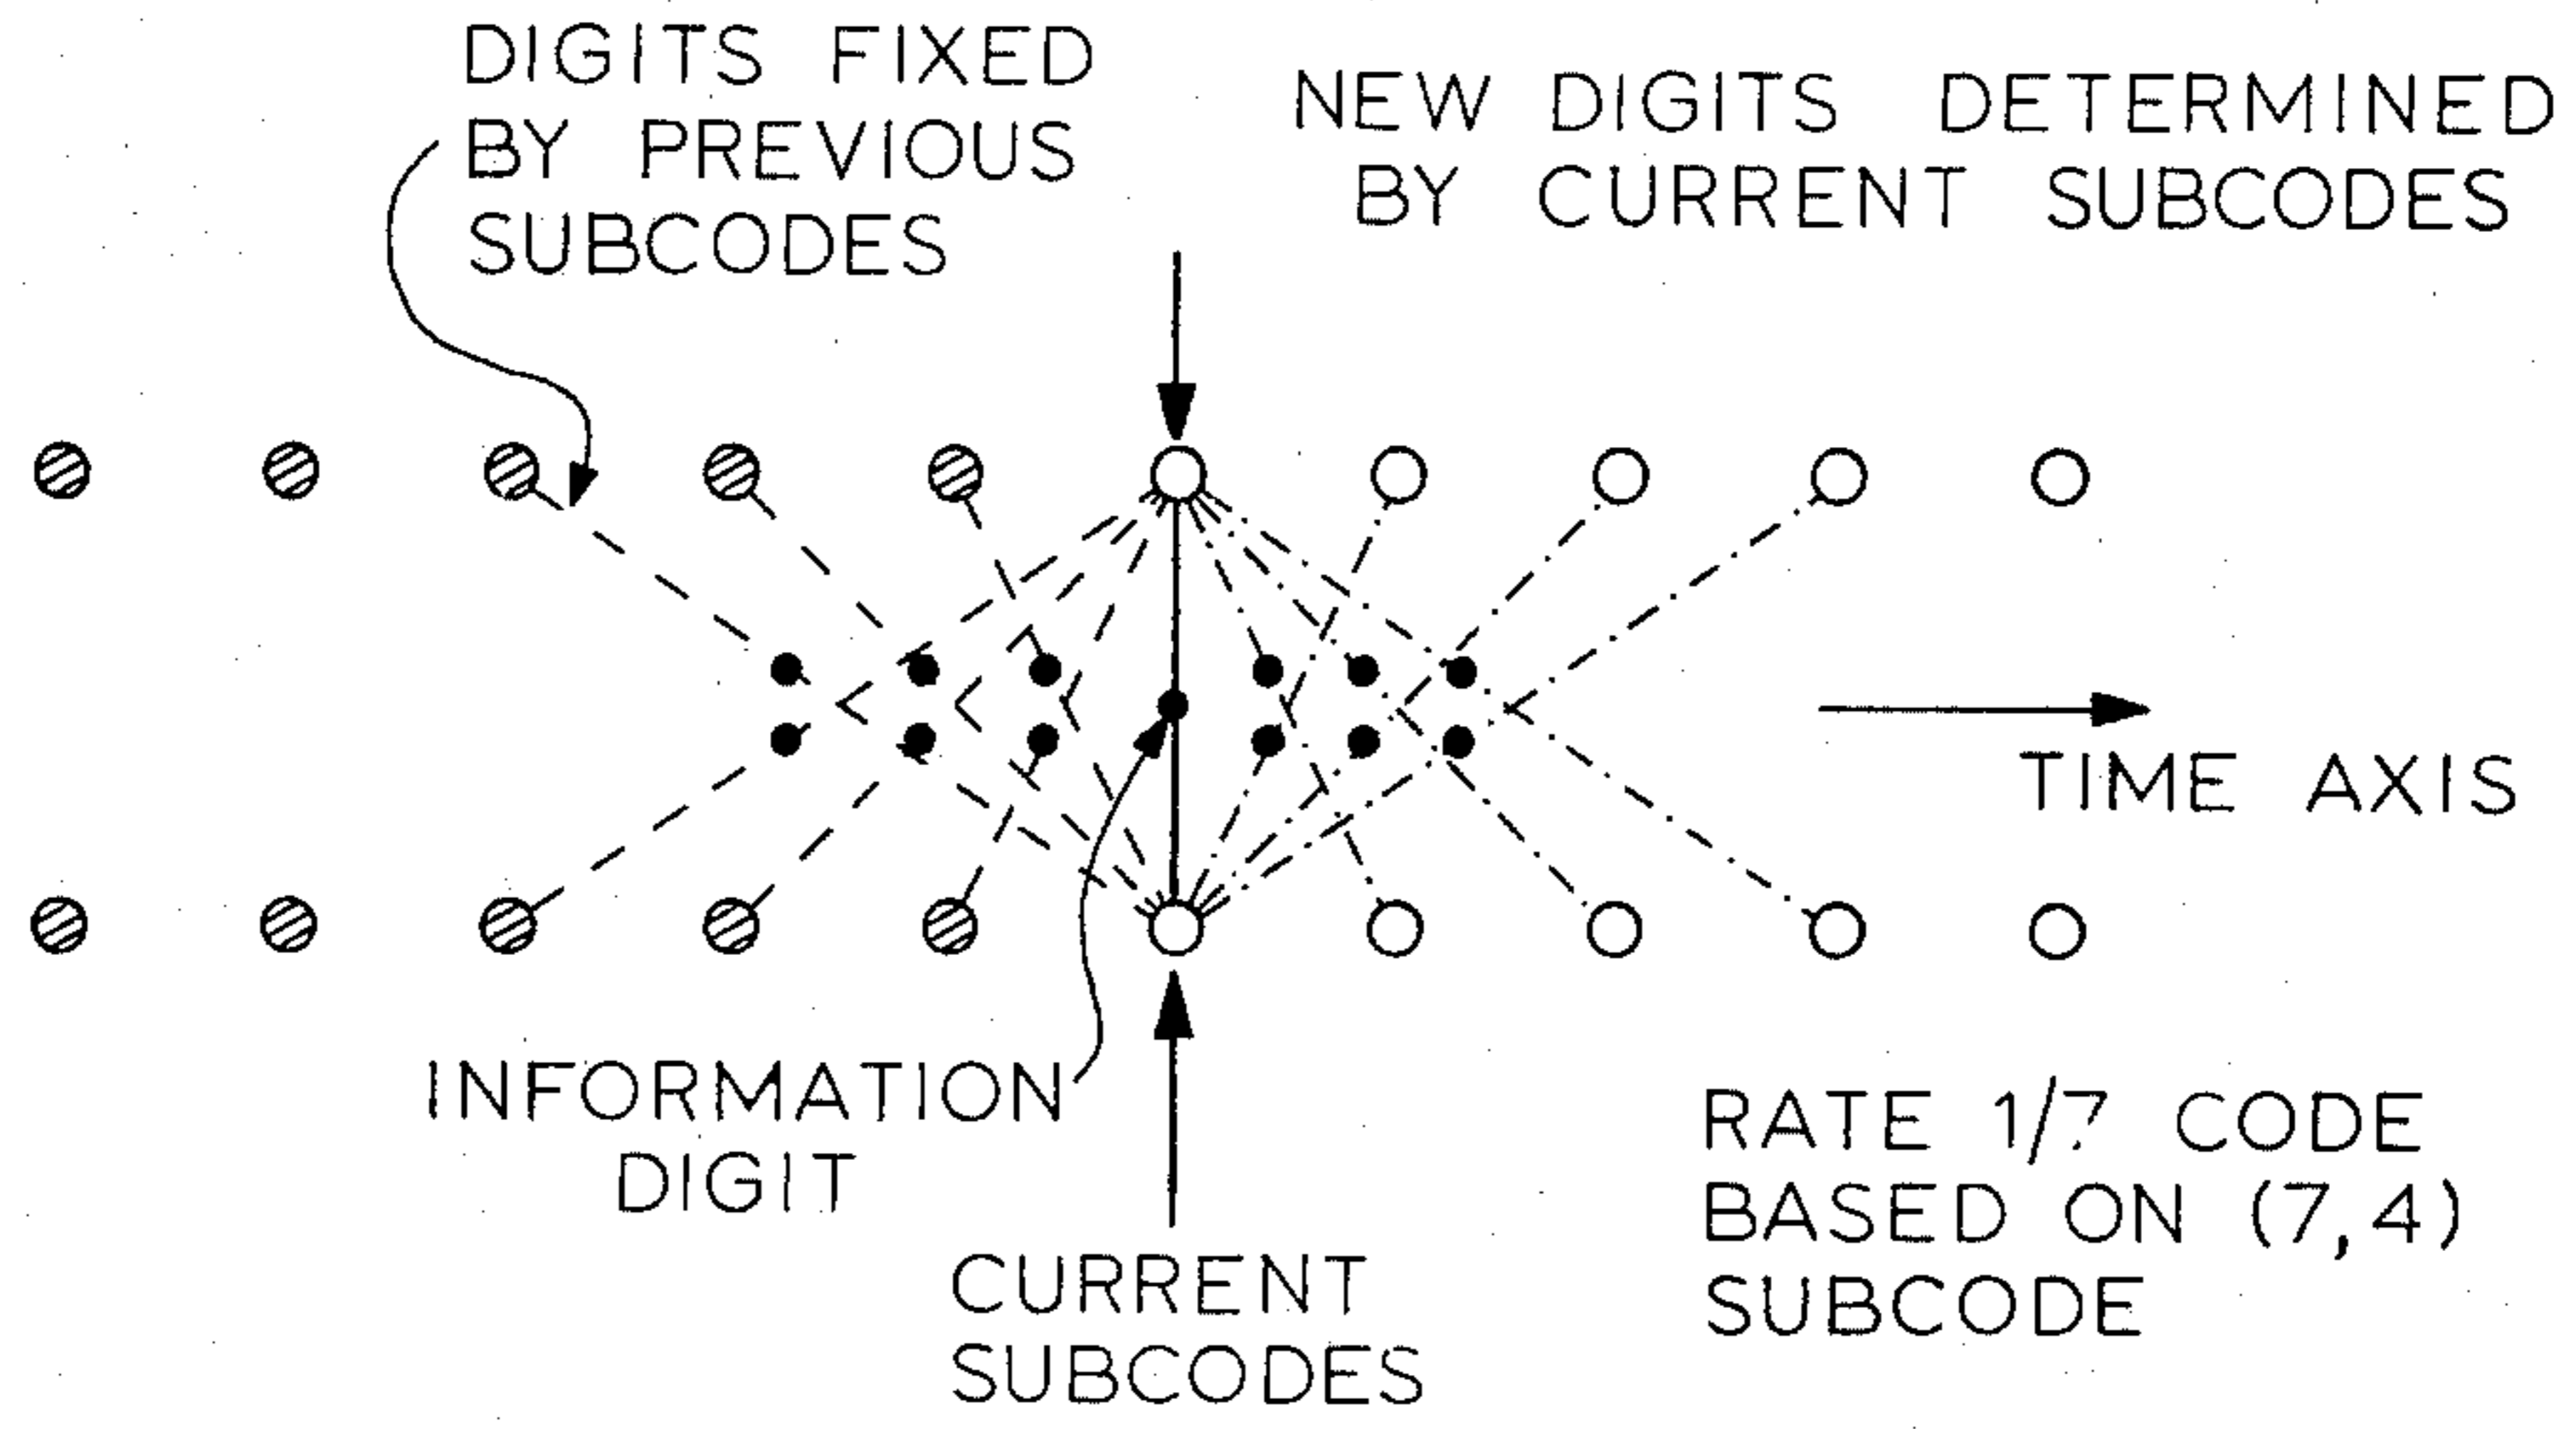 DIGITS FIXED
BY PREVIOUS
SUBCODES
NEW DIGITS DETERMINED
BY CURRENT SUBCODES
TIME AXIS
INFORMATION
DIGIT
CURRENT
SUBCODES
RATE 1/7 CODE
BASED ON (7,4)
SUBCODE